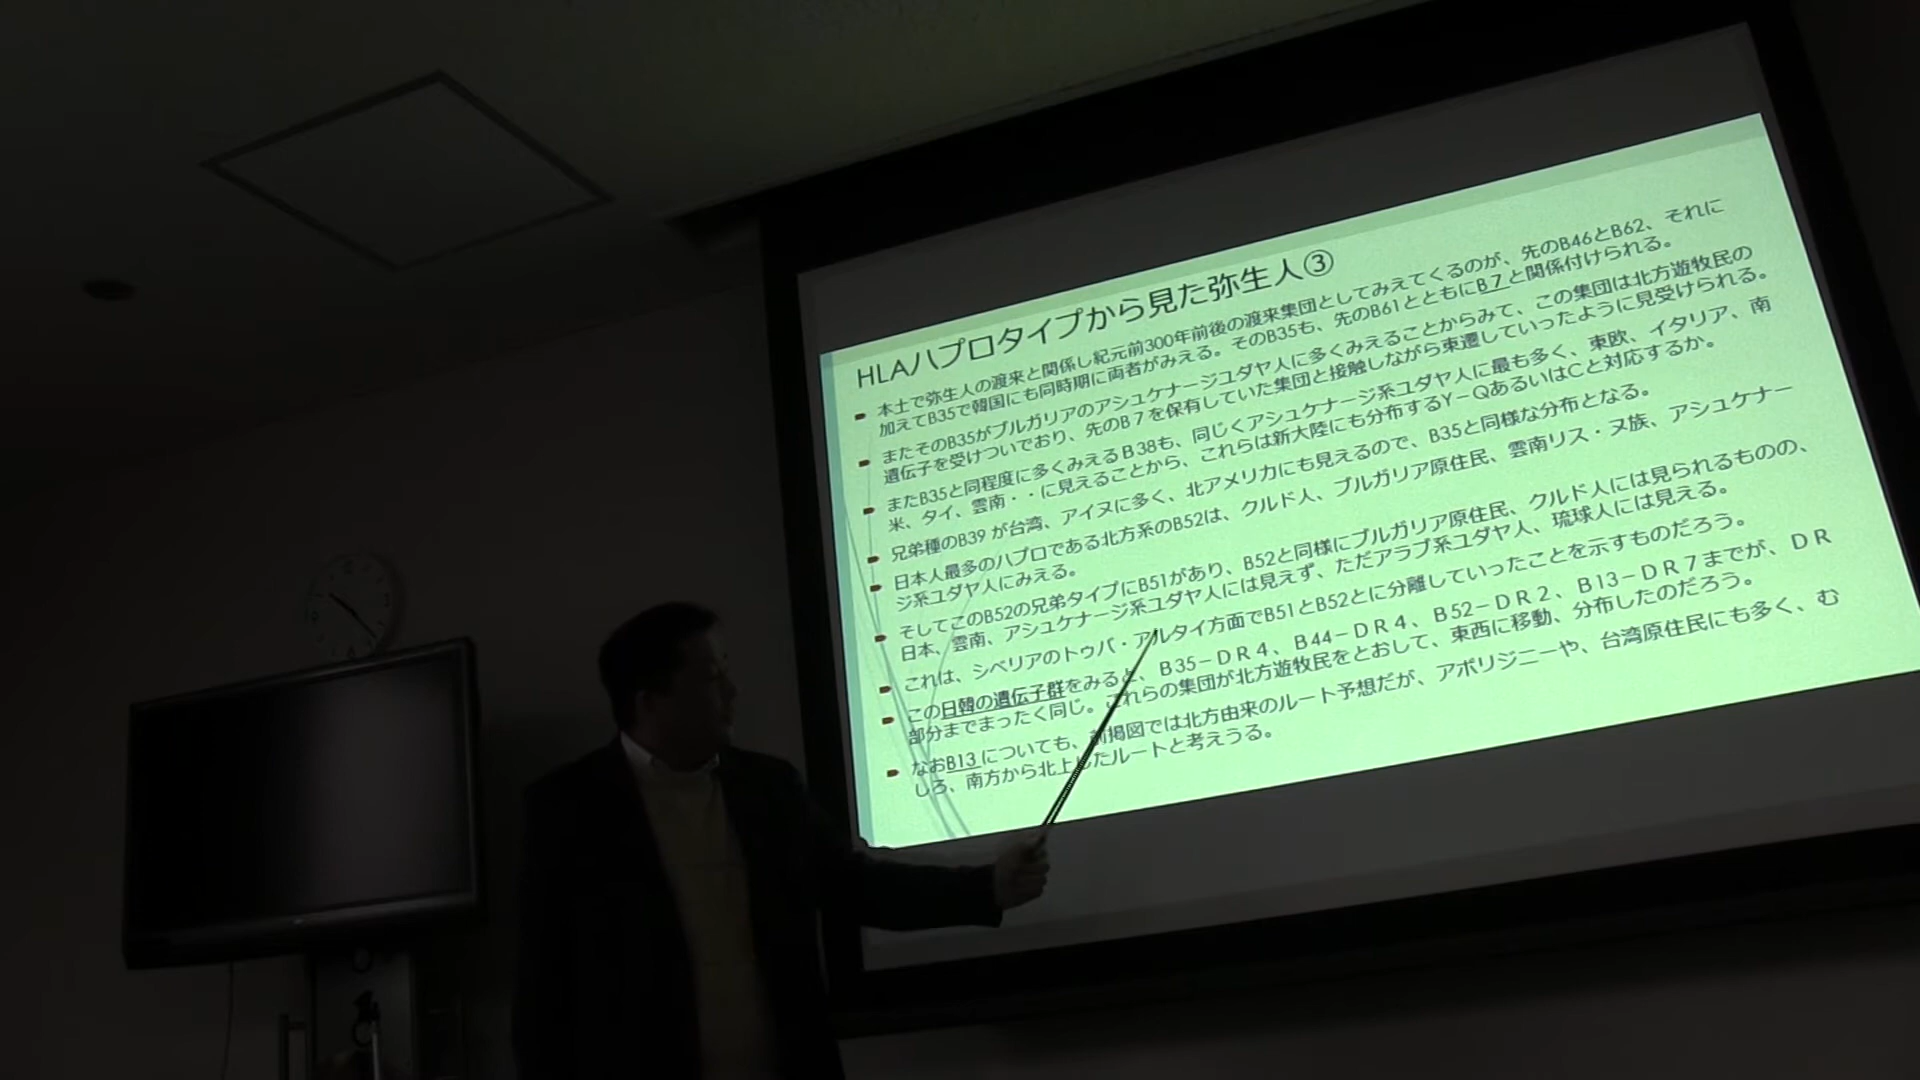 HLAハプロタイプから見た弥生人③
本土で弥生人の渡来と関係し紀元前300年前後の渡来集団としてみえてくるのが、先のB46とB62、それに
加えてB35で韓国にも同時期に両者がみえる。そのB35も、先のB61とともにB7と関係付けられる。
またそのB35がブルガリアのアシュケナージユダヤ人に多くみえることからみて、この集団は北方遊牧民の
遺伝子を受けついでおり、先のB7を保有していた集団と接触しながら東遷していったように見受けられる。
またB35と同程度に多くみえるB38も、同じくアシュケナージ系ユダヤ人に最も多く、東欧、イタリア、南
米、タイ、雲南・・に見えることから、これらは新大陸にも分布するY－QあるいはCと対応するか。
兄弟種のB39 が台湾、アイヌに多く、北アメリカにも見えるので、B35と同様な分布となる。
日本人最多のハプロである北方系のB52は、クルド人、ブルガリア原住民、雲南リス・ヌ族、アシュケナー
ジ系ユダヤ人にみえる。
そしてこのB52の兄弟タイプにB51があり、B52と同様にブルガリア原住民、クルド人には見られるものの、
日本、雲南、アシュケナージ系ユダヤ人には見えず、ただアラブ系ユダヤ人、琉球人には見える。
これは、シベリアのトゥバ・アルタイ方面でB51とB52とに分離していったことを示すものだろう。
この日韓の遺伝子群をみると、B35－DR4、B44－DR4、B52－DR2、B13－DR7までが、DR
部分までまったく同じ。これらの集団が北方遊牧民をとおして、東西に移動、分布したのだろう。
なおB13についても、前掲図では北方由来のルート予想だが、アボリジニーや、台湾原住民にも多く、む
しろ、南方から北上したルートと考えうる。